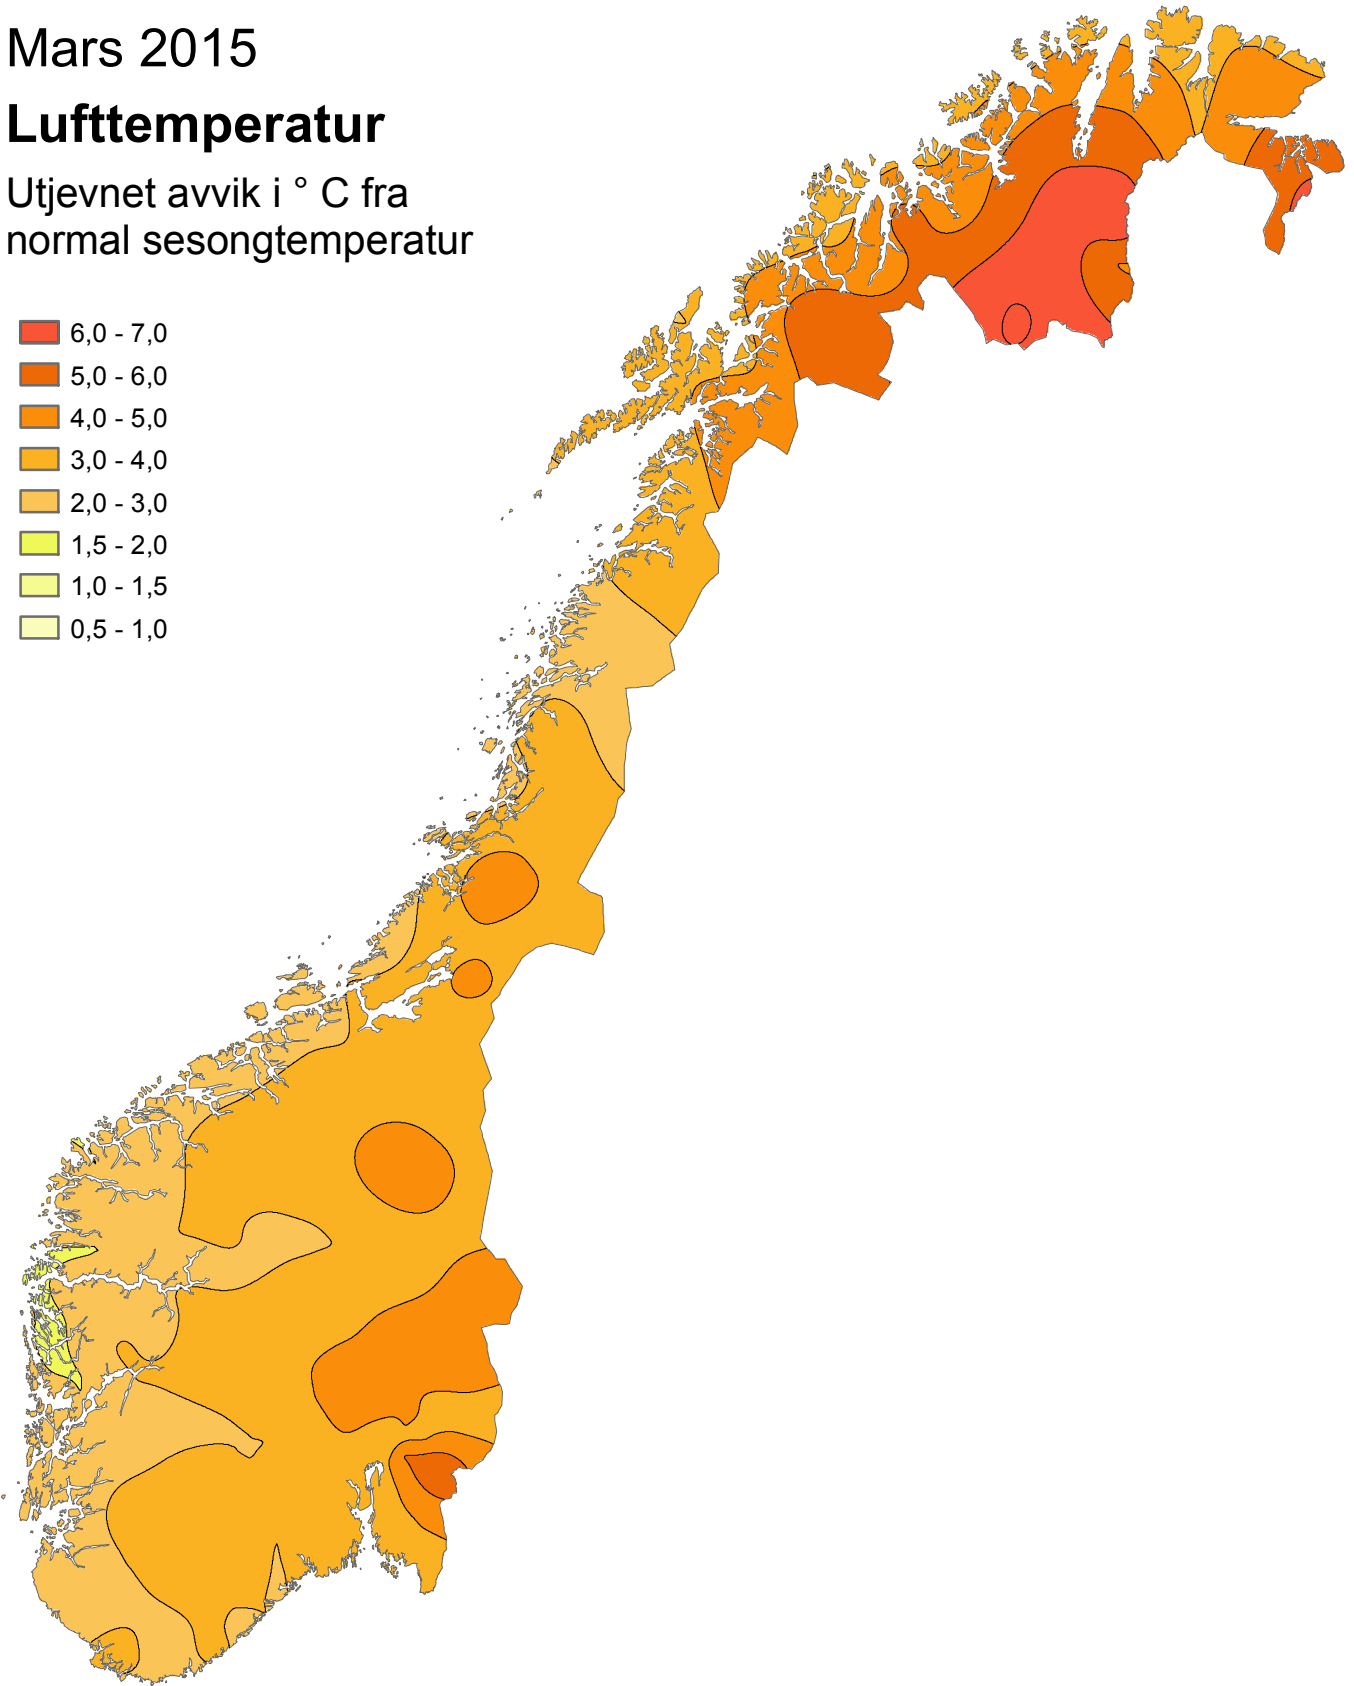 Mars 2015
Lufttemperatur
Utjevnet avvik i ° C fra
normal sesongtemperatur
6,0 - 7,0
5,0 - 6,0
4,0 - 5,0
3,0 - 4,0
2,0 - 3,0
1,5 - 2,0
1,0 - 1,5
0,5 - 1,0